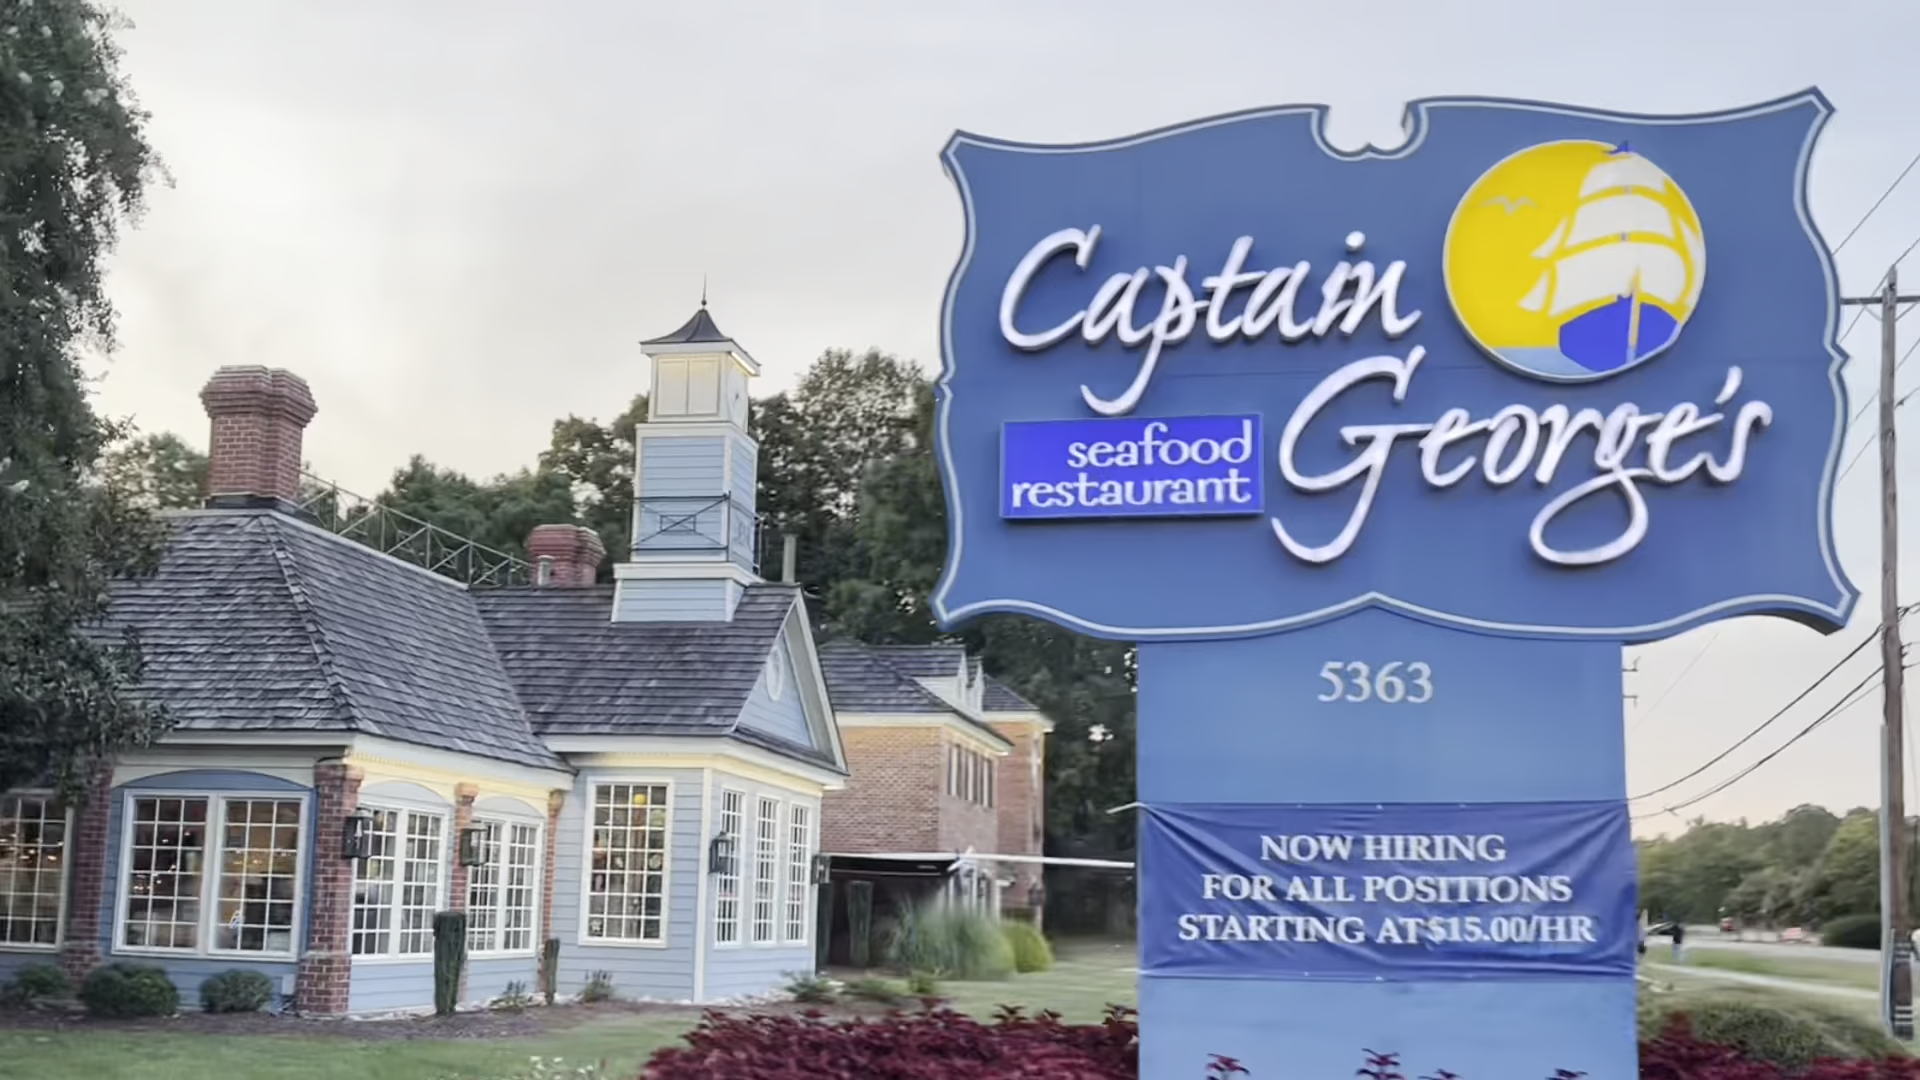 Captain
George's
seafood
restaurant
5363
NOW HIRING
FOR ALL POSITIONS
STARTING AT $15.00/HR